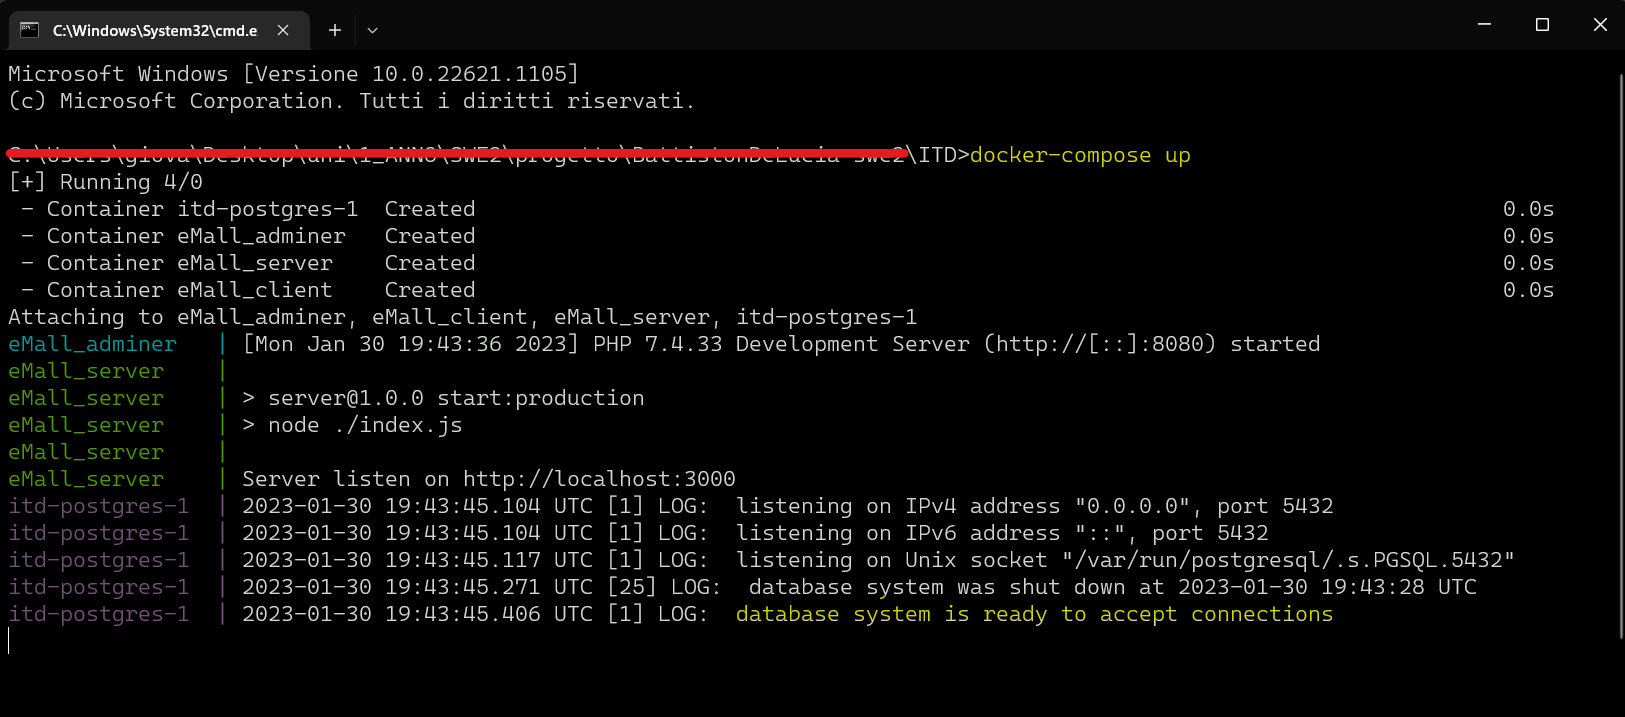 C:\Windows\System32\cmd.e
Microsoft Windows [Versione 10.0.22621.1105]
(c) Microsoft Corporation. Tutti i diritti riservati.
\ITD>docker-compose up
[+] Running 4/0
- Container itd-postgres-1 Created 0.0s
- Container eMall_adminer Created 0.0s
- Container eMall_server Created 0.0s
- Container eMall_client Created 0.0s
Attaching to eMall_adminer, eMall_client, eMall_server, itd-postgres-1
eMall_adminer | [Mon Jan 30 19:43:36 2023] PHP 7.4.33 Development Server (http://[::]:8080) started
eMall_server |
eMall_server | > server@1.0.0 start:production
eMall_server | > node ./index.js
eMall_server |
eMall_server | Server listen on http://localhost:3000
itd-postgres-1 | 2023-01-30 19:43:45.104 UTC [1] LOG: listening on IPv4 address "0.0.0.0", port 5432
itd-postgres-1 | 2023-01-30 19:43:45.104 UTC [1] LOG: listening on IPv6 address "::", port 5432
itd-postgres-1 | 2023-01-30 19:43:45.117 UTC [1] LOG: listening on Unix socket "/var/run/postgresql/.s.PGSQL.5432"
itd-postgres-1 | 2023-01-30 19:43:45.271 UTC [25] LOG: database system was shut down at 2023-01-30 19:43:28 UTC
itd-postgres-1 | 2023-01-30 19:43:45.406 UTC [1] LOG: database system is ready to accept connections